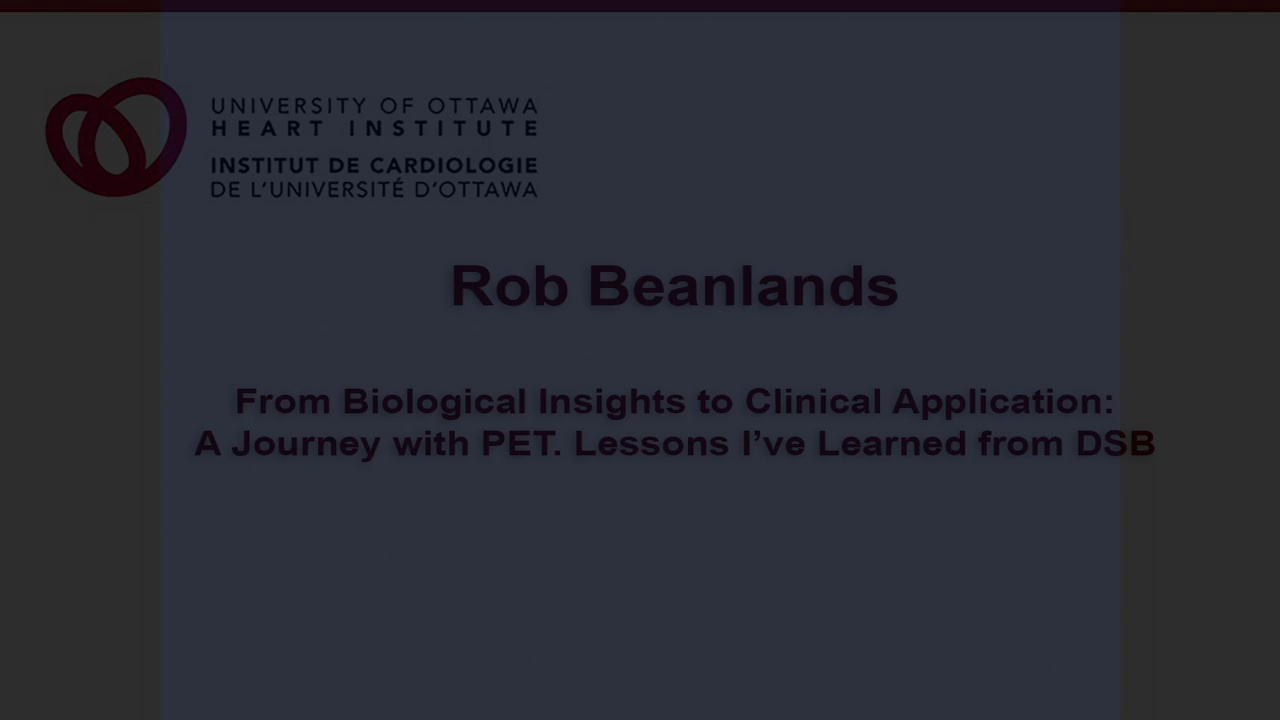 UNIVERSITY OF OTTAWA
HEART INSTITUTE
INSTITUT DE CARDIOLOGIE
DE L'UNIVERSITÉ D'OTTAWA
Rob Beanlands
From Biological Insights to Clinical Application:
A Journey with PET. Lessons I've Learned from DSB